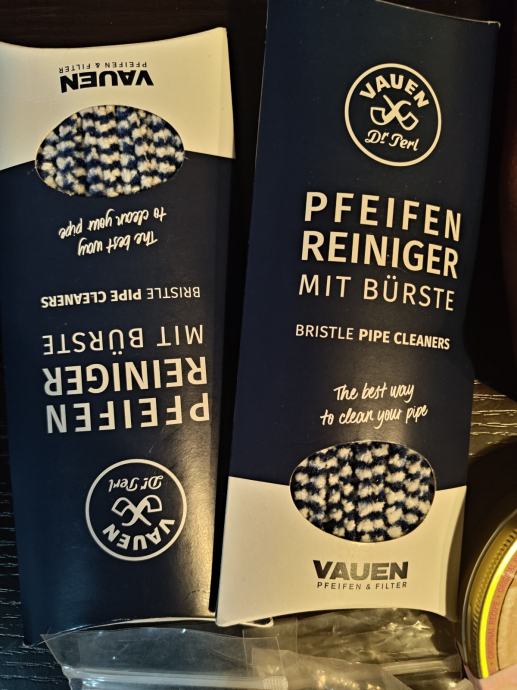 VAUEN
Dr. Perl
PFEIFEN
REINIGER
MIT BÜRSTE
BRISTLE PIPE CLEANERS
The best way
to clean your pipe
VAUEN
PFEIFEN & FILTER
VAUEN
Dr. Perl
PFEIFEN
REINIGER
MIT BÜRSTE
BRISTLE PIPE CLEANERS
The best way
to clean your pipe
VAUEN
PFEIFEN & FILTER